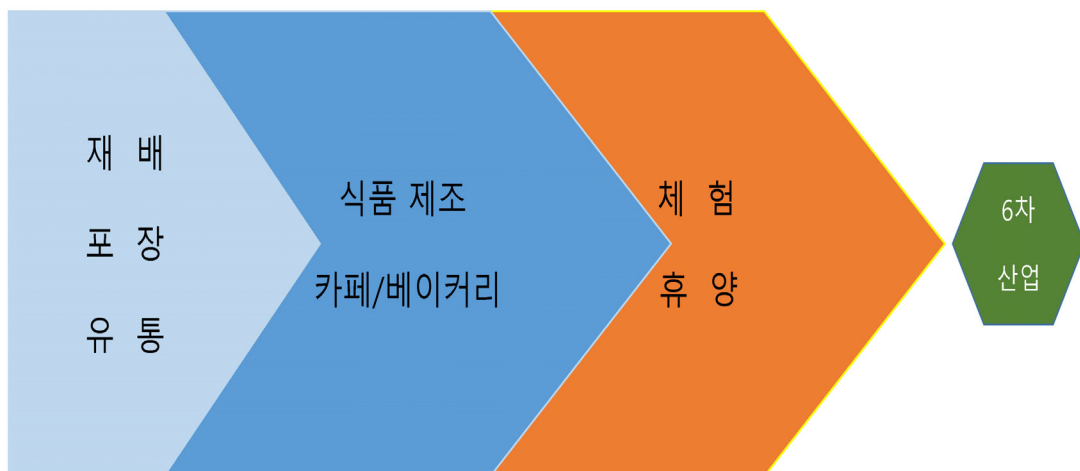 재 배
포 장
유 통
식품 제조
카페/베이커리
체 험
휴 양
6차
산업